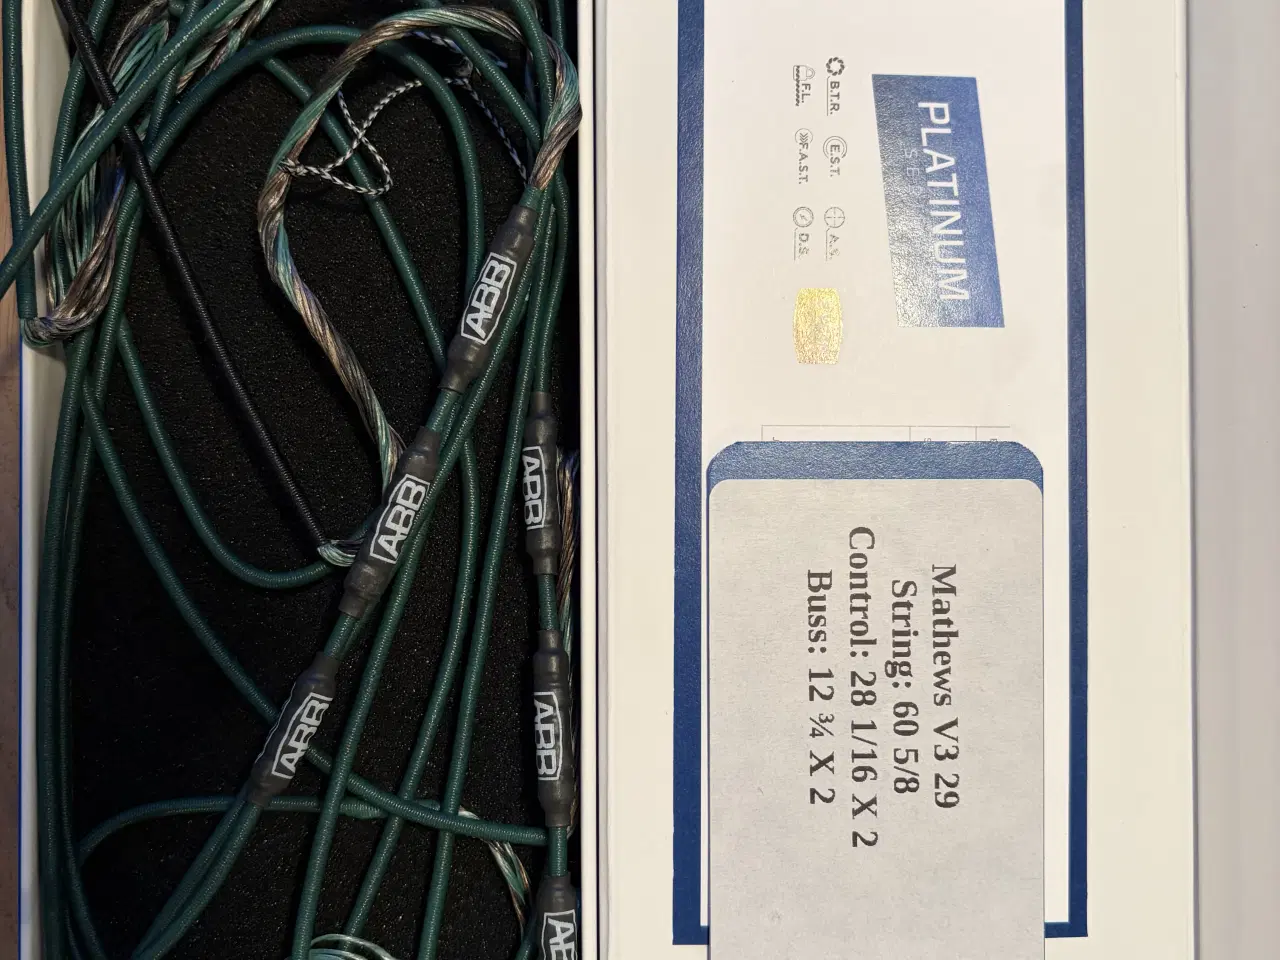 PLATINUM
SERIES
B.T.R.
E.S.T.
A.S.
F.L.
F.A.S.T.
D.S.
Mathews V3 29
String: 60 5/8
Control: 28 1/16 X 2
Buss: 12 ¾ X 2
ABB
ABB
ABB
ABB
ABB